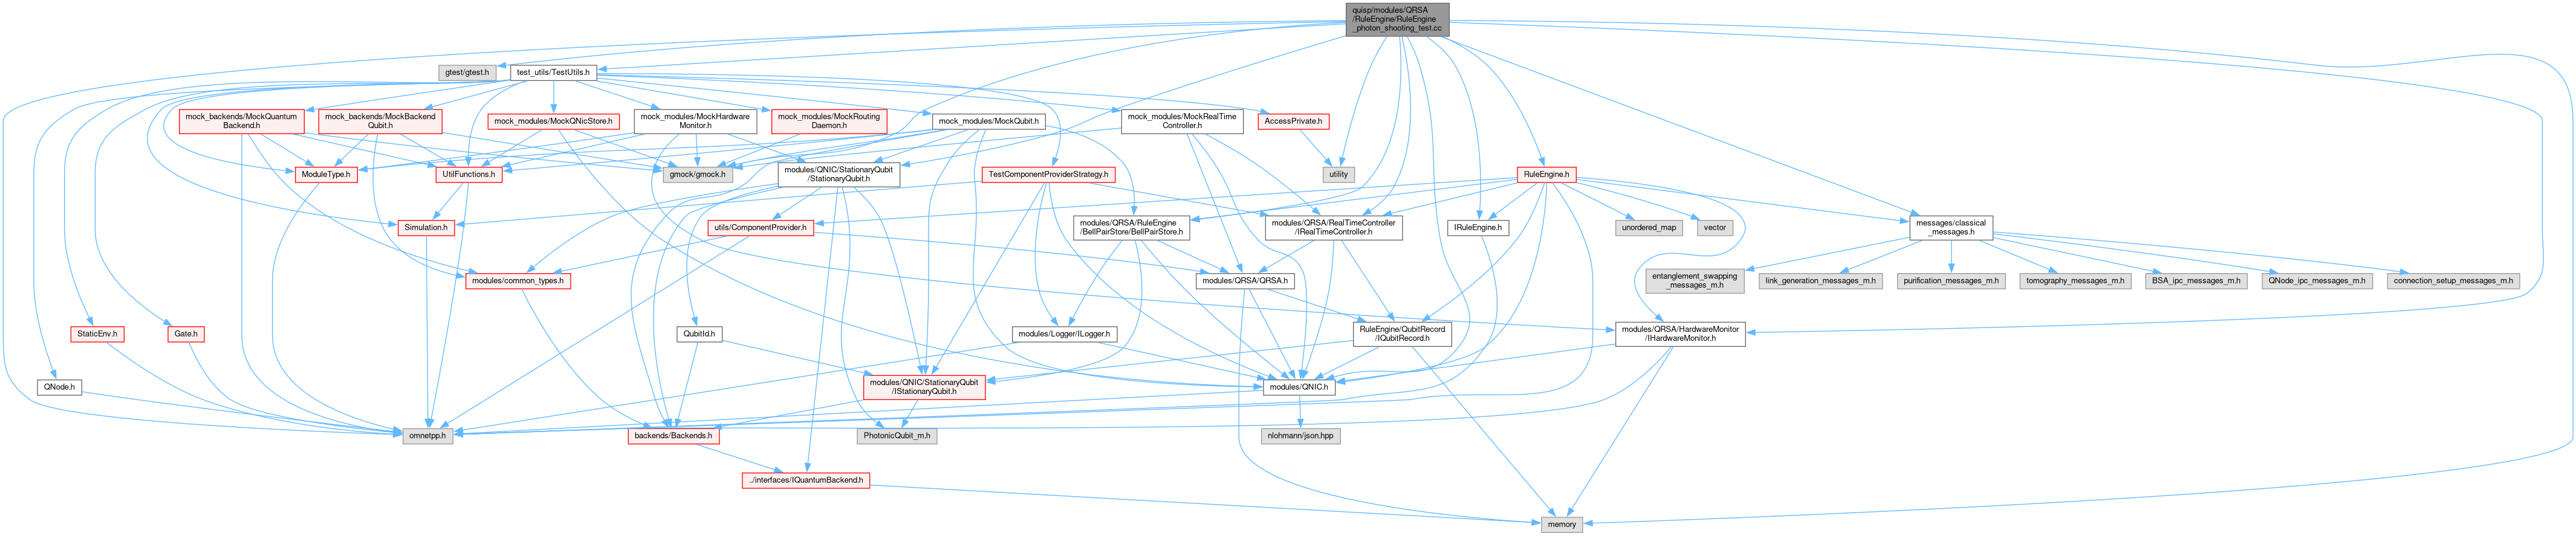 quisp/modules/QRSA
/RuleEngine/RuleEngine
_photon_shooting_test.cc
gtest/gtest.h
test_utils/TestUtils.h
mock_backends/MockQuantum
Backend.h
mock_backends/MockBackend
Qubit.h
mock_modules/MockQNicStore.h
mock_modules/MockHardware
Monitor.h
mock_modules/MockRouting
Daemon.h
mock_modules/MockQubit.h
mock_modules/MockRealTime
Controller.h
AccessPrivate.h
ModuleType.h
UtilFunctions.h
gmock/gmock.h
modules/QNIC/StationaryQubit
/StationaryQubit.h
TestComponentProviderStrategy.h
utility
RuleEngine.h
Simulation.h
utils/ComponentProvider.h
modules/QRSA/RuleEngine
/BellPairStore/BellPairStore.h
modules/QRSA/RealTimeController
/IRealTimeController.h
IRuleEngine.h
unordered_map
vector
messages/classical
_messages.h
modules/common_types.h
modules/QRSA/QRSA.h
entanglement_swapping
_messages_m.h
link_generation_messages_m.h
purification_messages_m.h
tomography_messages_m.h
BSA_ipc_messages_m.h
QNode_ipc_messages_m.h
connection_setup_messages_m.h
StaticEnv.h
Gate.h
QubitId.h
modules/Logger/ILogger.h
RuleEngine/QubitRecord
/IQubitRecord.h
modules/QRSA/HardwareMonitor
/IHardwareMonitor.h
QNode.h
modules/QNIC/StationaryQubit
/IStationaryQubit.h
modules/QNIC.h
omnetpp.h
backends/Backends.h
PhotonicQubit_m.h
nlohmann/json.hpp
../interfaces/IQuantumBackend.h
memory